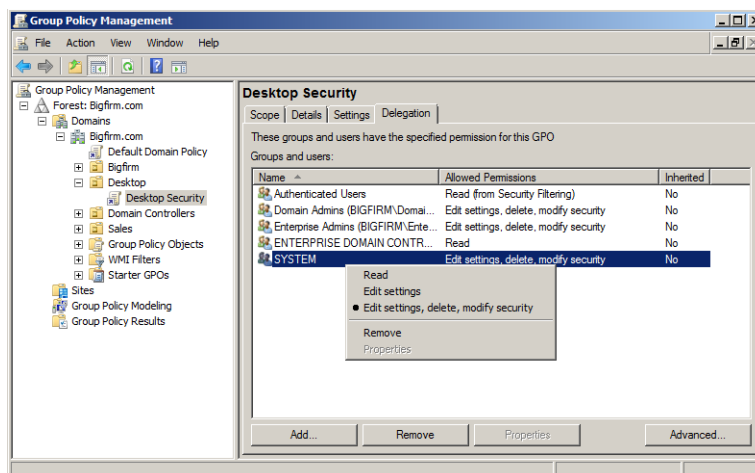 Group Policy Management
File Action View Window Help
Group Policy Management
Forest: Bigfirm.com
Domains
Bigfirm.com
Default Domain Policy
Bigfirm
Desktop
Desktop Security
Domain Controllers
Sales
Group Policy Objects
WMI Filters
Starter GPOs
Sites
Group Policy Modeling
Group Policy Results
Desktop Security
Scope Details Settings Delegation
These groups and users have the specified permission for this GPO
Groups and users:
Name Allowed Permissions Inherited
Authenticated Users Read (from Security Filtering) No
Domain Admins (BIGFIRM\Domai... Edit settings, delete, modify security No
Enterprise Admins (BIGFIRM\Ente... Edit settings, delete, modify security No
ENTERPRISE DOMAIN CONTR... Read No
SYSTEM Edit settings, delete, modify security No
Read
Edit settings
Edit settings, delete, modify security
Remove
Properties
Add... Remove Properties Advanced...